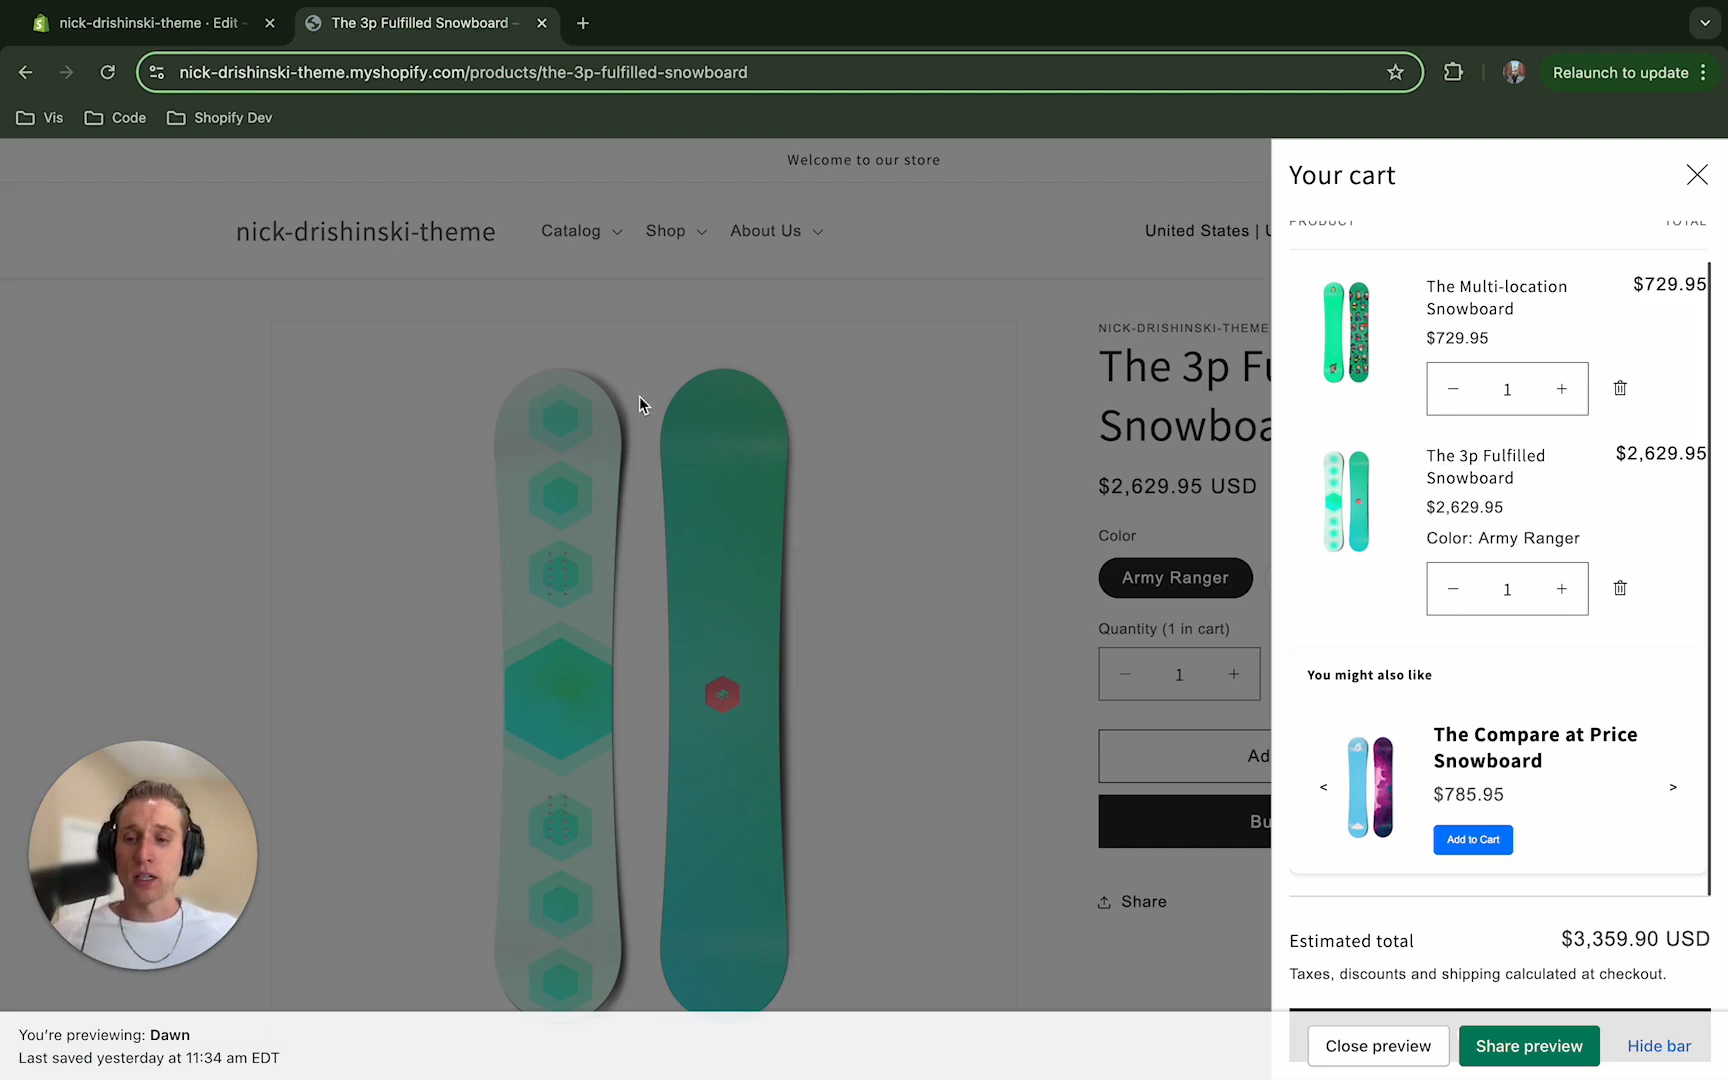 nick-drishinski-theme · Edit
The 3p Fulfilled Snowboard –
nick-drishinski-theme.myshopify.com/products/the-3p-fulfilled-snowboard
Relaunch to update
Vis
Code
Shopify Dev
Welcome to our store
nick-drishinski-theme
Catalog
Shop
About Us
United States |
NICK-DRISHINSKI-THEME
The 3p Fu
Snowboa
$2,629.95 USD
Color
Army Ranger
Quantity (1 in cart)
− 1 +
Ad
Bu
Share
Your cart
PRODUCT
TOTAL
The Multi-location
Snowboard
$729.95
$729.95
− 1 +
The 3p Fulfilled
Snowboard
$2,629.95
$2,629.95
Color: Army Ranger
− 1 +
You might also like
The Compare at Price
Snowboard
$785.95
<
>
Add to Cart
Estimated total
$3,359.90 USD
Taxes, discounts and shipping calculated at checkout.
You're previewing: Dawn
Last saved yesterday at 11:34 am EDT
Close preview
Share preview
Hide bar